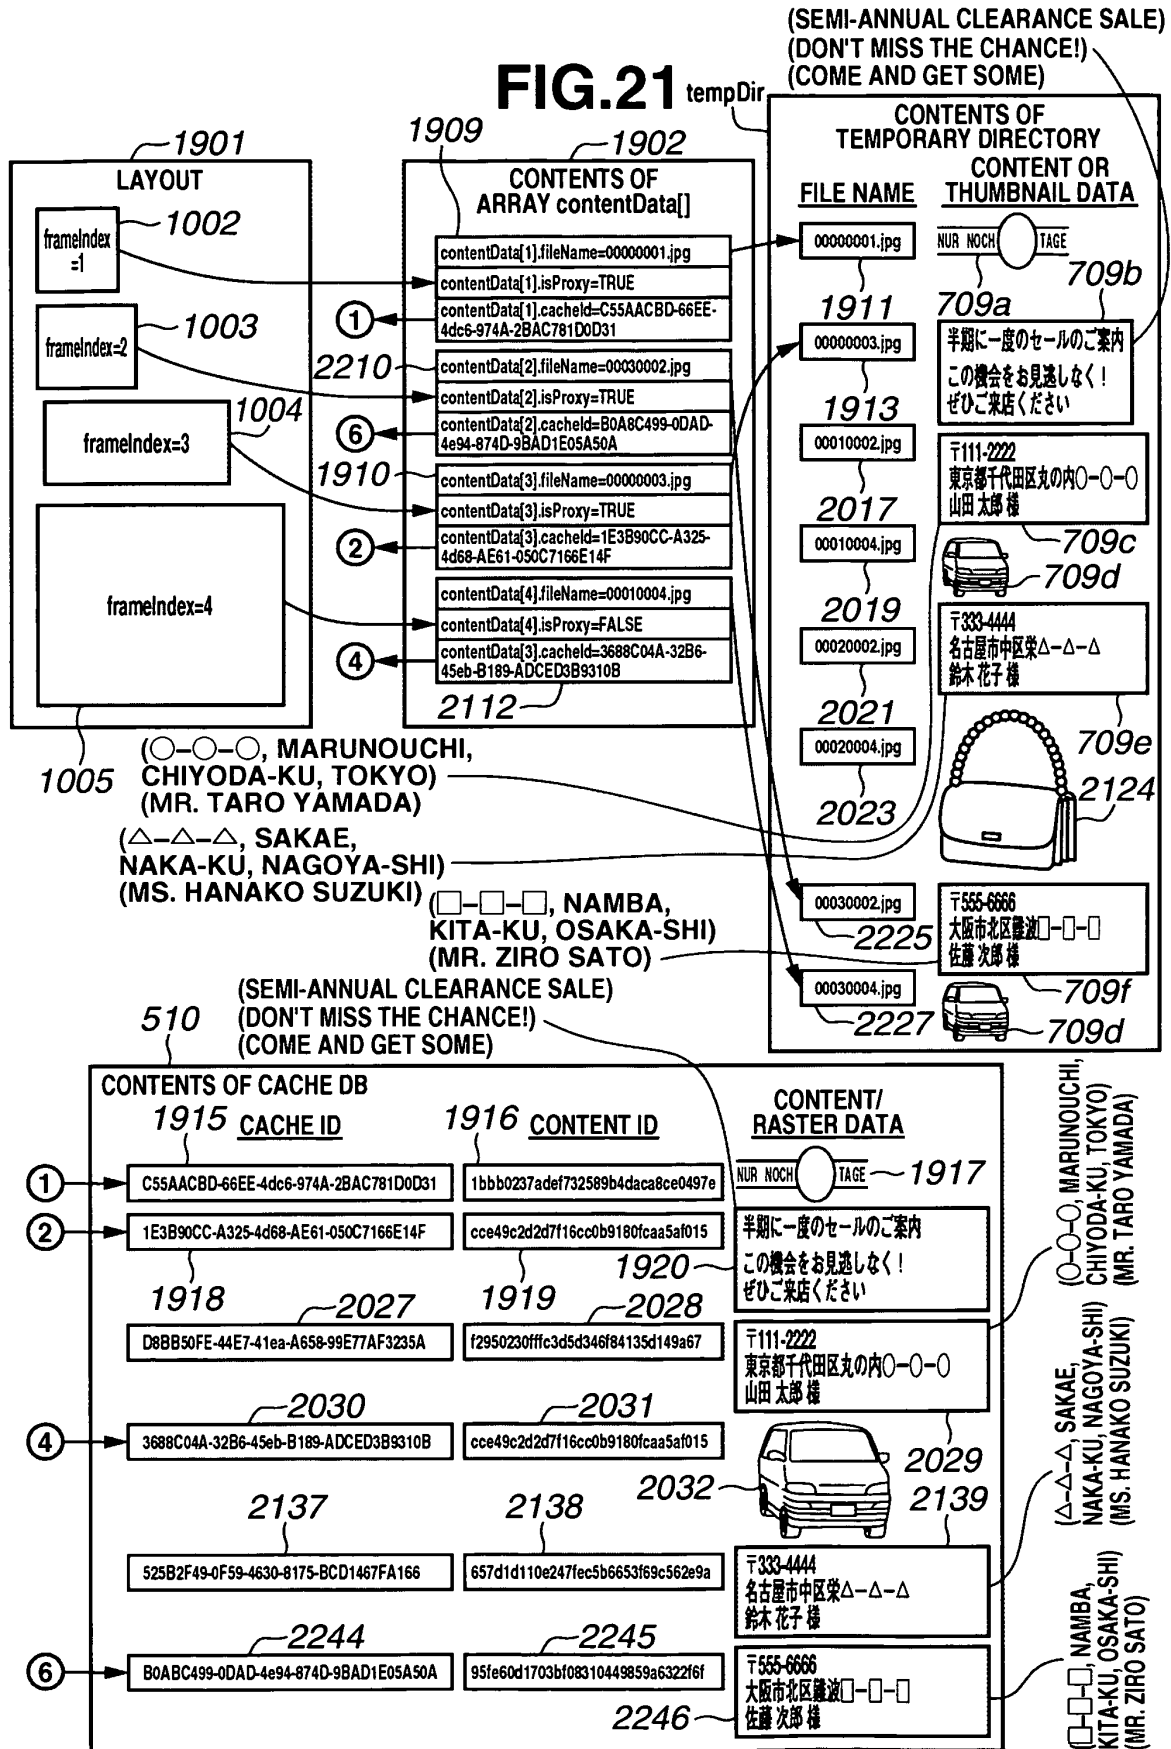 (SEMI-ANNUAL CLEARANCE SALE)
(DON'T MISS THE CHANCE!)
(COME AND GET SOME)
FIG.21
tempDir
1901
LAYOUT
frameIndex
=1
1002
frameIndex=2
1003
frameIndex=3
1004
frameIndex=4
1005
1909
1902
CONTENTS OF
ARRAY contentData[]
contentData[1].fileName=00000001.jpg
contentData[1].isProxy=TRUE
contentData[1].cacheId=C55AACBD-66EE-
4dc6-974A-2BAC781D0D31
1
2210
contentData[2].fileName=00030002.jpg
contentData[2].isProxy=TRUE
contentData[2].cacheId=B0A8C499-0DAD-
4e94-874D-9BAD1E05A50A
6
1910
contentData[3].fileName=00000003.jpg
contentData[3].isProxy=TRUE
contentData[3].cacheId=1E3B90CC-A325-
4d68-AE61-050C7166E14F
2
contentData[4].fileName=00010004.jpg
contentData[4].isProxy=FALSE
contentData[3].cacheId=3688C04A-32B6-
45eb-B189-ADCED3B9310B
4
2112
CONTENTS OF
TEMPORARY DIRECTORY
FILE NAME
CONTENT OR
THUMBNAIL DATA
00000001.jpg
1911
NUR NOCH TAGE
709a
709b
00000003.jpg
1913
半期に一度のセールのご案内
この機会をお見逃しなく!
ぜひご来店ください
00010002.jpg
2017
〒111-2222
東京都千代田区丸の内○-○-○
山田 太郎 様
709c
00010004.jpg
2019
709d
00020002.jpg
2021
〒333-4444
名古屋市中区栄△-△-△
鈴木 花子 様
709e
00020004.jpg
2023
2124
00030002.jpg
2225
〒555-6666
大阪市北区難波□-□-□
佐藤 次郎 様
709f
00030004.jpg
2227
709d
(○-○-○, MARUNOUCHI,
CHIYODA-KU, TOKYO)
(MR. TARO YAMADA)
(△-△-△, SAKAE,
NAKA-KU, NAGOYA-SHI)
(MS. HANAKO SUZUKI)
(□-□-□, NAMBA,
KITA-KU, OSAKA-SHI)
(MR. ZIRO SATO)
(SEMI-ANNUAL CLEARANCE SALE)
(DON'T MISS THE CHANCE!)
(COME AND GET SOME)
510
CONTENTS OF CACHE DB
1915
CACHE ID
1916
CONTENT ID
CONTENT/
RASTER DATA
1
C55AACBD-66EE-4dc6-974A-2BAC781D0D31
1bbb0237adef732589b4daca8ce0497e
NUR NOCH TAGE
1917
2
1E3B90CC-A325-4d68-AE61-050C7166E14F
cce49c2d2d7f16cc0b9180fcaa5af015
1918
1919
1920
半期に一度のセールのご案内
この機会をお見逃しなく!
ぜひご来店ください
2027
2028
D8BB50FE-44E7-41ea-A658-99E77AF3235A
f2950230fffc3d5d346f84135d149a67
〒111-2222
東京都千代田区丸の内○-○-○
山田 太郎 様
2029
2030
2031
4
3688C04A-32B6-45eb-B189-ADCED3B9310B
cce49c2d2d7f16cc0b9180fcaa5af015
2032
2137
2138
2139
525B2F49-0F59-4630-8175-BCD1467FA166
657d1d110e247fec5b6653f69c562e9a
〒333-4444
名古屋市中区栄△-△-△
鈴木 花子 様
2244
2245
6
B0ABC499-0DAD-4e94-874D-9BAD1E05A50A
95fe60d1703bf08310449859a6322f6f
2246
〒555-6666
大阪市北区難波□-□-□
佐藤 次郎 様
(○-○-○, MARUNOUCHI,
CHIYODA-KU, TOKYO)
(MR. TARO YAMADA)
(△-△-△, SAKAE,
NAKA-KU, NAGOYA-SHI)
(MS. HANAKO SUZUKI)
(□-□-□, NAMBA,
KITA-KU, OSAKA-SHI)
(MR. ZIRO SATO)